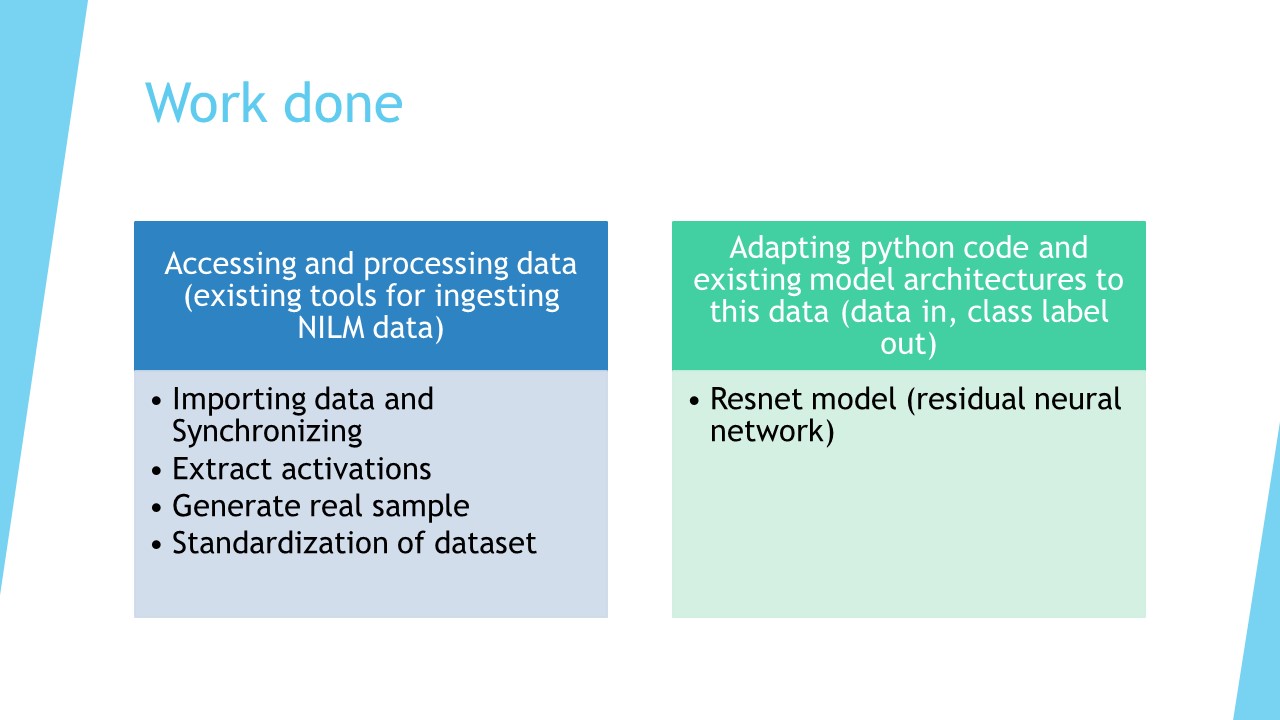 Work done
Accessing and processing data
(existing tools for ingesting
NILM data)
• Importing data and
Synchronizing
• Extract activations
• Generate real sample
• Standardization of dataset
Adapting python code and
existing model architectures to
this data (data in, class label
out)
• Resnet model (residual neural
network)